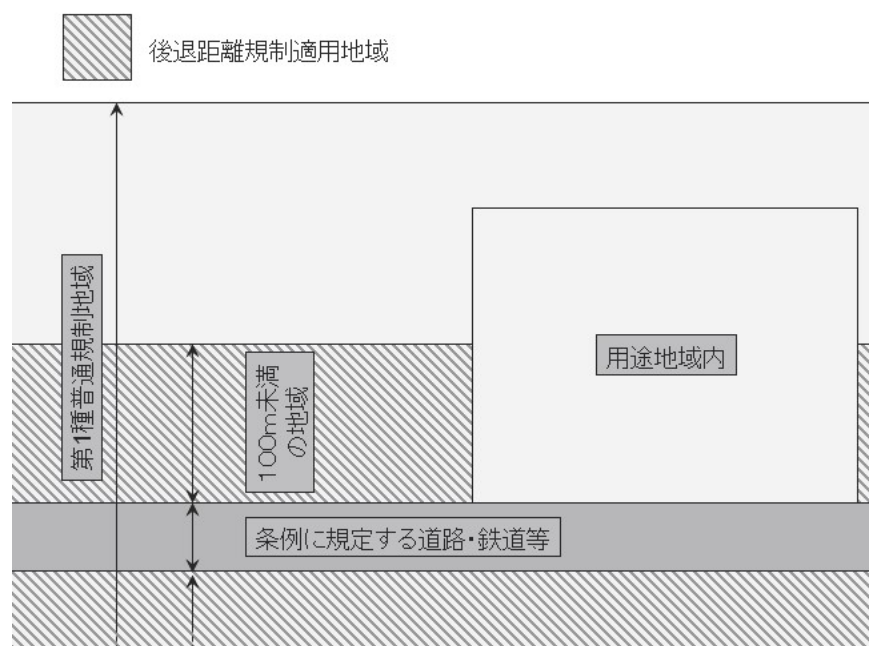 後退距離規制適用地域
第1種普通規制地域
100m未満
の地域
用途地域内
条例に規定する道路・鉄道等